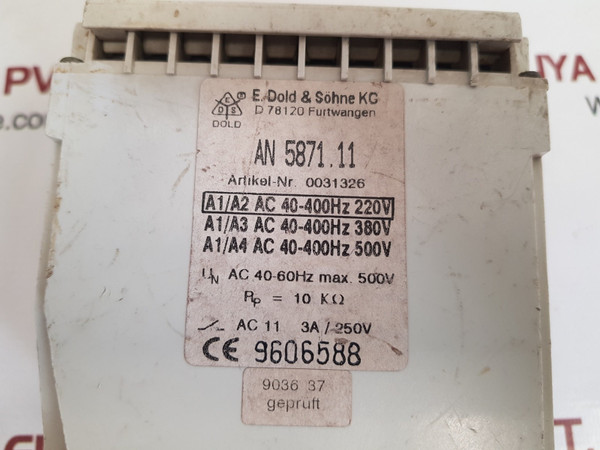 E. Dold & Söhne KG
D 78120 Furtwangen
E
D S
®
DOLD
AN 5871.11
Artikel-Nr. 0031326
A1/A2 AC 40-400Hz 220V
A1/A3 AC 40-400Hz 380V
A1/A4 AC 40-400Hz 500V
UN AC 40-60Hz max. 500V
RP = 10 KΩ
AC 11 3A / 250V
CE 9606588
9036 37
gepruft